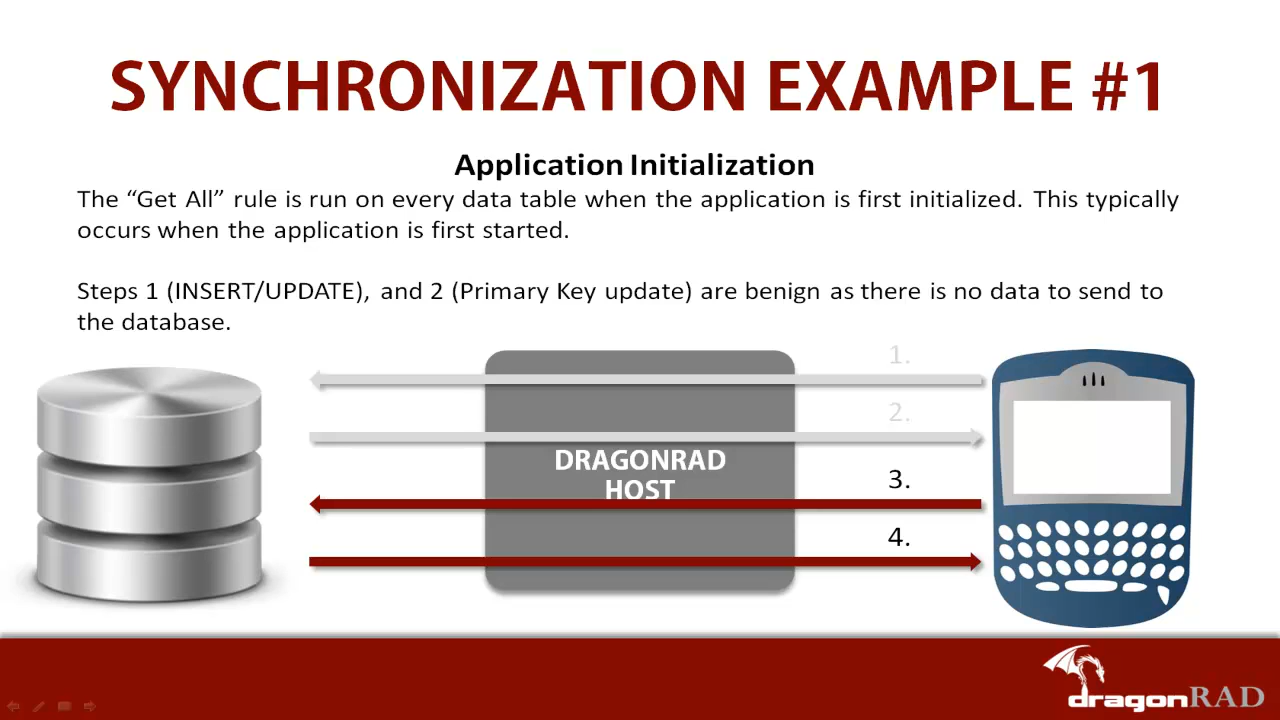 SYNCHRONIZATION EXAMPLE #1
Application Initialization
The “Get All” rule is run on every data table when the application is first initialized. This typically
occurs when the application is first started.
Steps 1 (INSERT/UPDATE), and 2 (Primary Key update) are benign as there is no data to send to
the database.
1.
2.
DRAGONRAD
HOST
3.
4.
dragonRAD